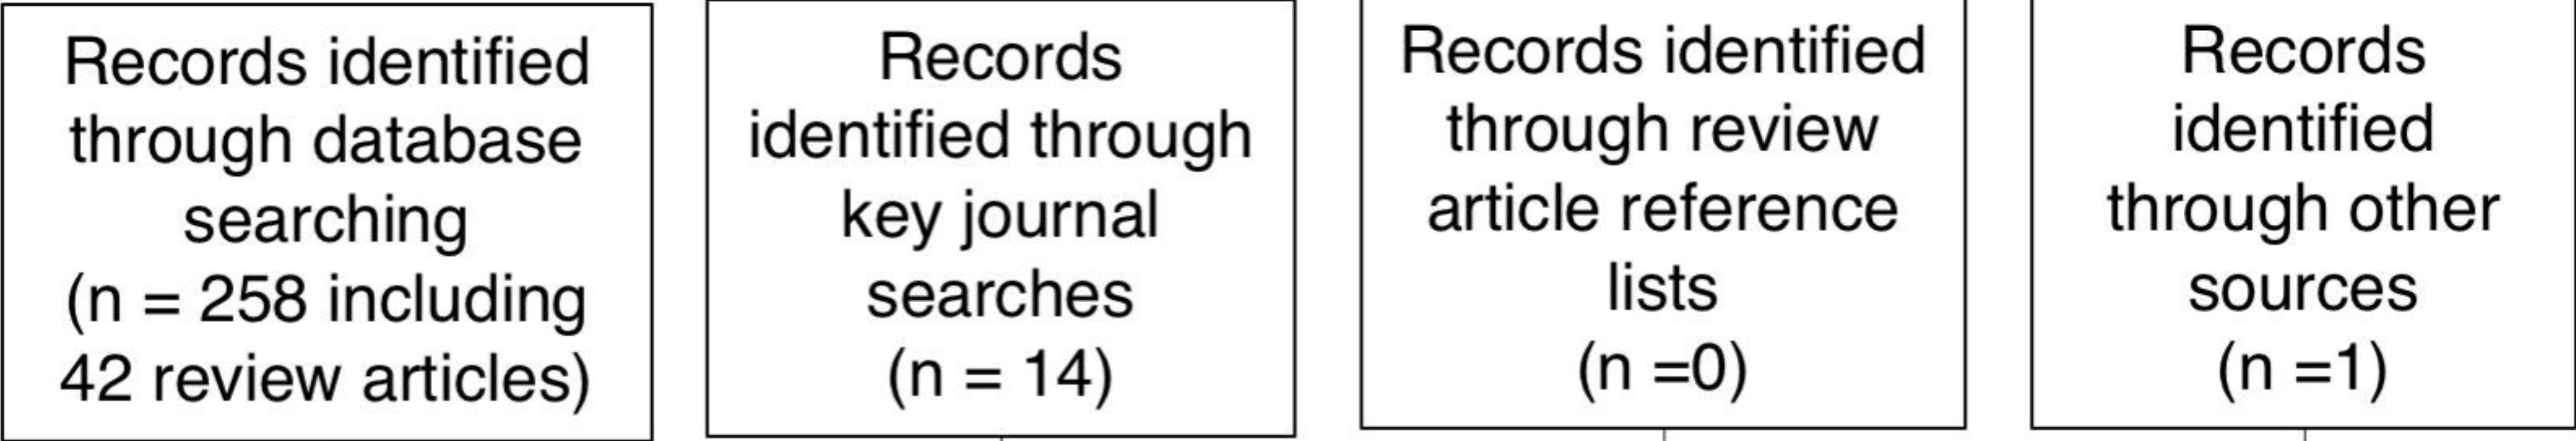 Records identified
through database
searching
(n = 258 including
42 review articles)
Records
identified through
key journal
searches
(n = 14)
Records identified
through review
article reference
lists
(n =0)
Records
identified
through other
sources
(n =1)